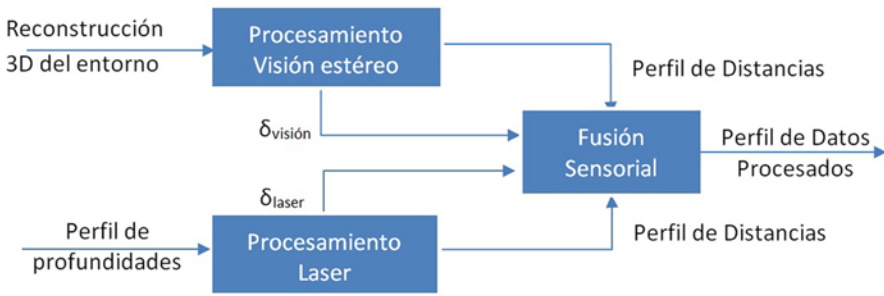 Reconstrucción
3D del entorno
Procesamiento
Visión estéreo
Perfil de Distancias
δvisión
Fusión
Sensorial
Perfil de Datos
Procesados
δlaser
Perfil de
profundidades
Procesamiento
Laser
Perfil de Distancias